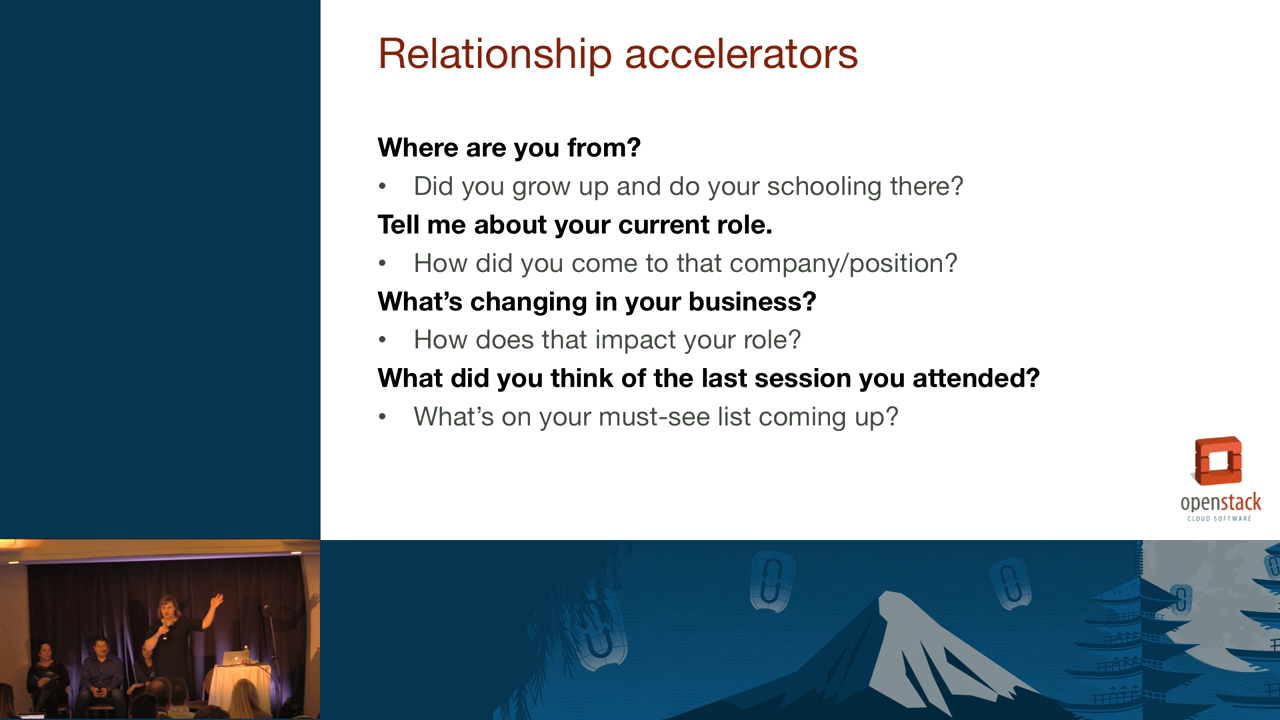 Relationship accelerators
Where are you from?
• Did you grow up and do your schooling there?
Tell me about your current role.
• How did you come to that company/position?
What’s changing in your business?
• How does that impact your role?
What did you think of the last session you attended?
• What’s on your must-see list coming up?
openstack
CLOUD SOFTWARE